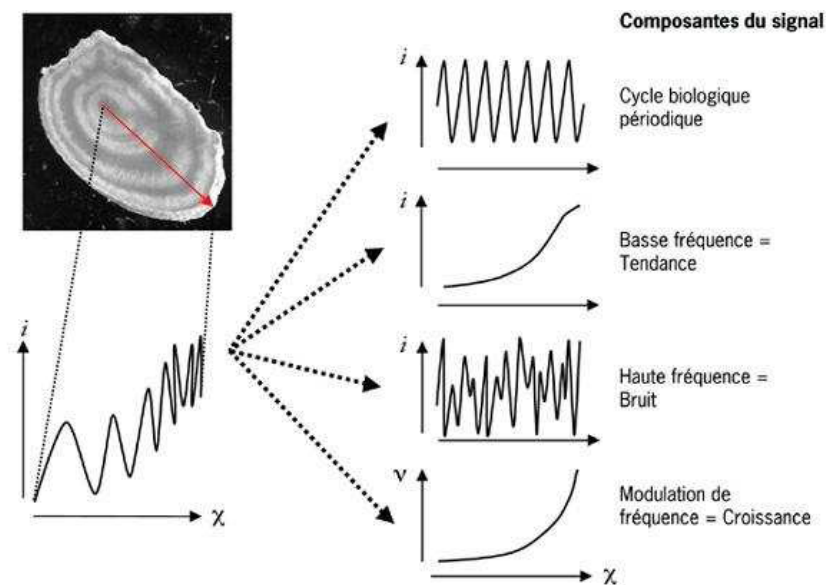 Composantes du signal
i
Cycle biologique
périodique
i
Basse fréquence =
Tendance
i
χ
i
Haute fréquence =
Bruit
ν
χ
Modulation de
fréquence = Croissance